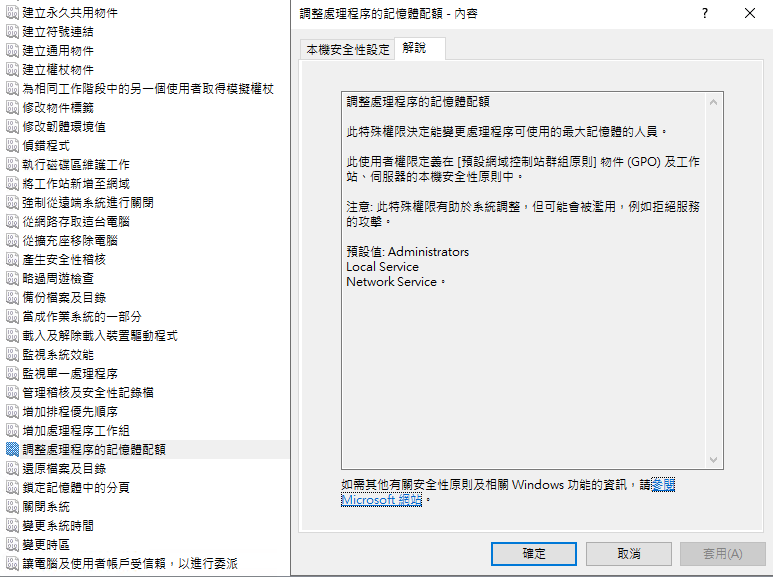 建立永久共用物件
建立符號連結
建立通用物件
建立權杖物件
為相同工作階段中的另一個使用者取得模擬權杖
修改物件標籤
修改韌體環境值
偵錯程式
執行磁碟區維護工作
將工作站新增至網域
強制從遠端系統進行關閉
從網路存取這台電腦
從擴充座移除電腦
產生安全性稽核
略過周遊檢查
備份檔案及目錄
當成作業系統的一部分
載入及解除載入裝置驅動程式
監視系統效能
監視單一處理程序
管理稽核及安全性記錄檔
增加排程優先順序
增加處理程序工作組
調整處理程序的記憶體配額
還原檔案及目錄
鎖定記憶體中的分頁
關閉系統
變更系統時間
變更時區
讓電腦及使用者帳戶受信賴，以進行委派
調整處理程序的記憶體配額 - 內容
?
本機安全性設定
解說
調整處理程序的記憶體配額
此特殊權限決定能變更處理程序可使用的最大記憶體的人員。
此使用者權限定義在 [預設網域控制站群組原則] 物件 (GPO) 及工作
站、伺服器的本機安全性原則中。
注意: 此特殊權限有助於系統調整，但可能會被濫用，例如拒絕服務
的攻擊。
預設值: Administrators
Local Service
Network Service。
如需其他有關安全性原則及相關 Windows 功能的資訊，請參閱
Microsoft 網站。
確定
取消
套用(A)